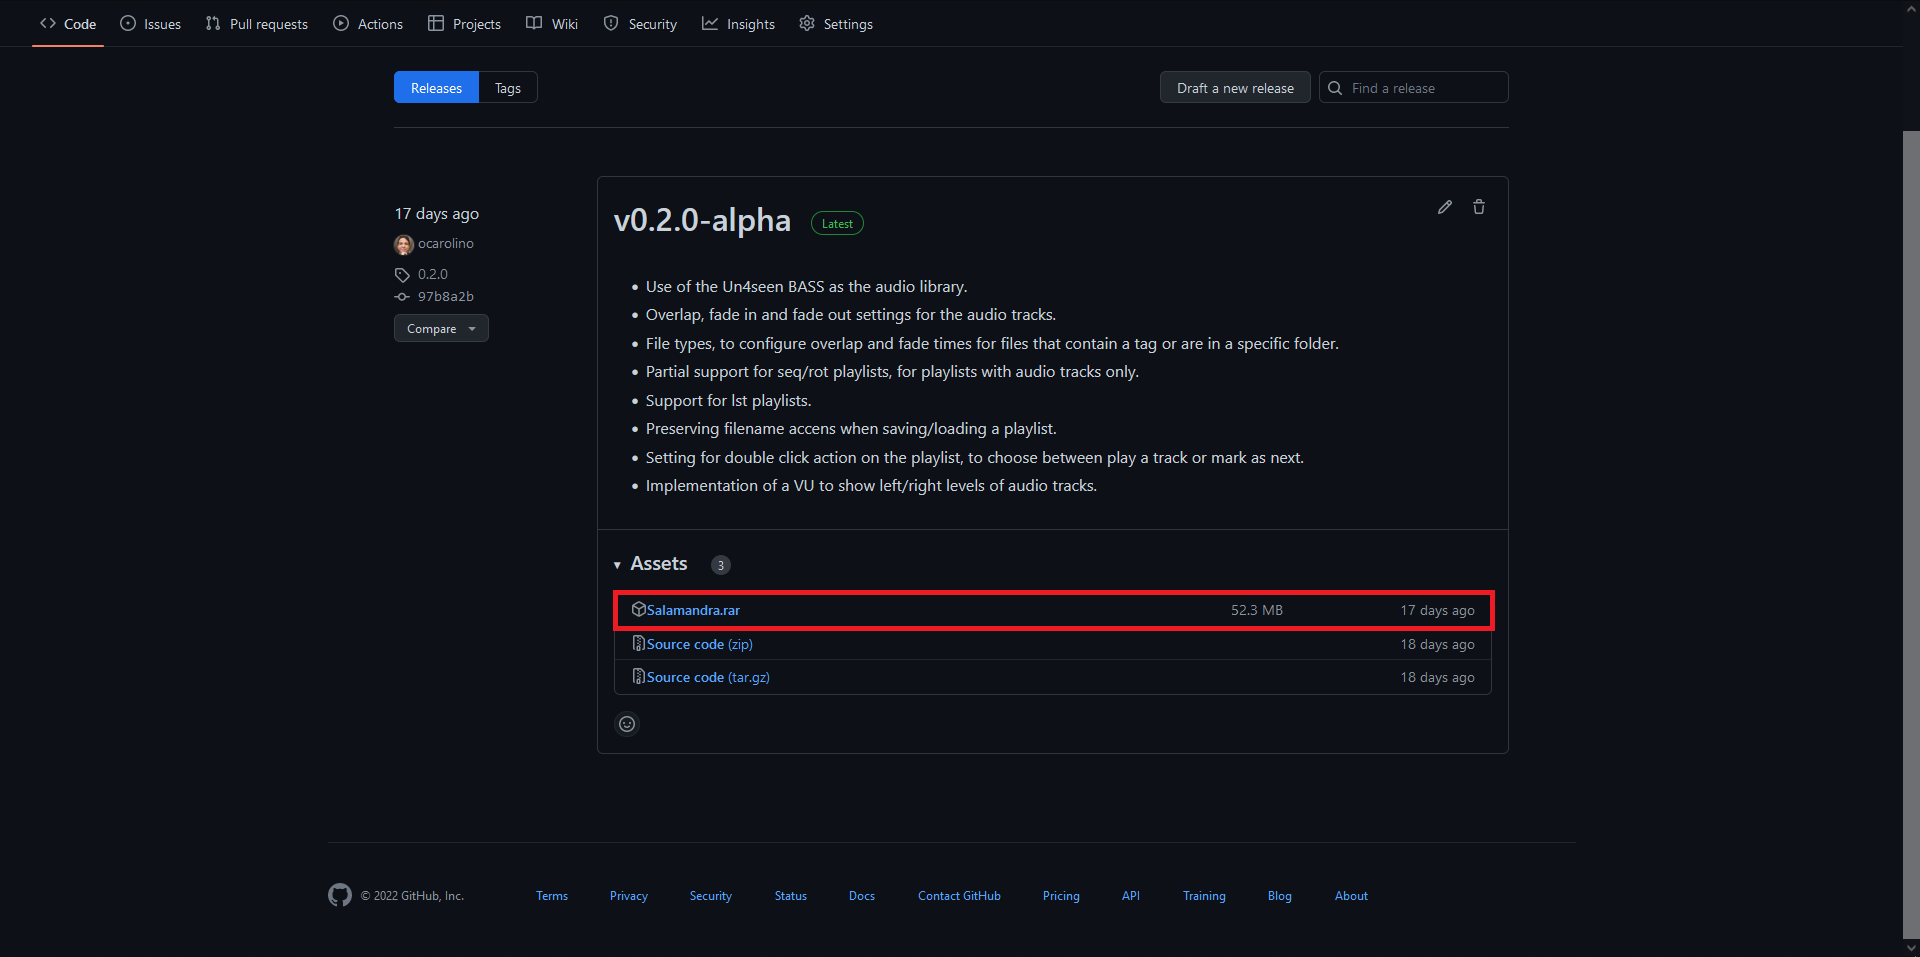 Code Issues Pull requests Actions Projects Wiki Security Insights Settings
Releases Tags Draft a new release Find a release
17 days ago
ocarolino
0.2.0
97b8a2b
Compare
v0.2.0-alpha Latest
Use of the Un4seen BASS as the audio library.
Overlap, fade in and fade out settings for the audio tracks.
File types, to configure overlap and fade times for files that contain a tag or are in a specific folder.
Partial support for seq/rot playlists, for playlists with audio tracks only.
Support for lst playlists.
Preserving filename accens when saving/loading a playlist.
Setting for double click action on the playlist, to choose between play a track or mark as next.
Implementation of a VU to show left/right levels of audio tracks.
Assets 3
Salamandra.rar 52.3 MB 17 days ago
Source code (zip) 18 days ago
Source code (tar.gz) 18 days ago
© 2022 GitHub, Inc. Terms Privacy Security Status Docs Contact GitHub Pricing API Training Blog About